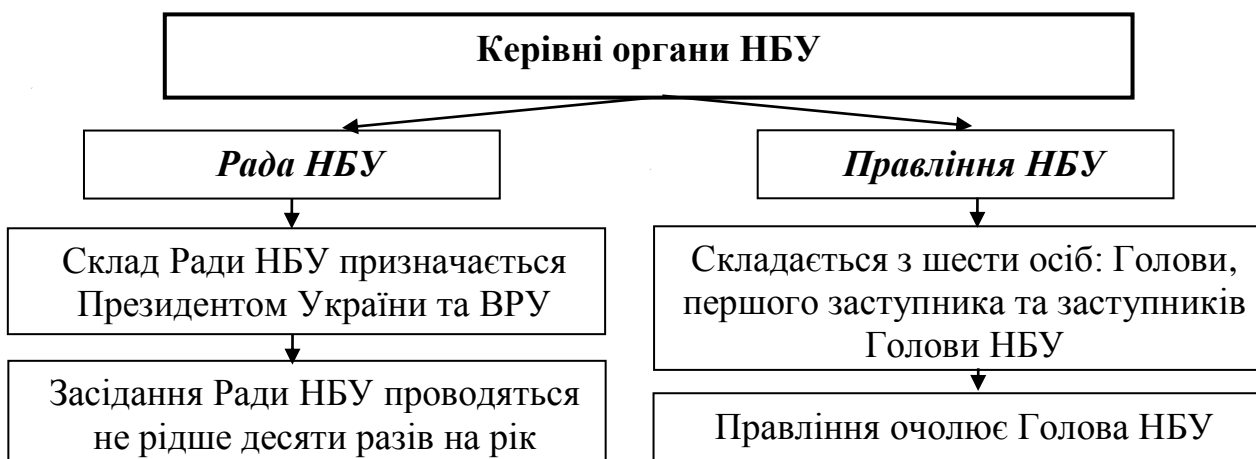 Керівні органи НБУ
Рада НБУ
Склад Ради НБУ призначається
Президентом України та ВРУ
Засідання Ради НБУ проводяться
не рідше десяти разів на рік
Правління НБУ
Складається з шести осіб: Голови,
першого заступника та заступників
Голови НБУ
Правління очолює Голова НБУ